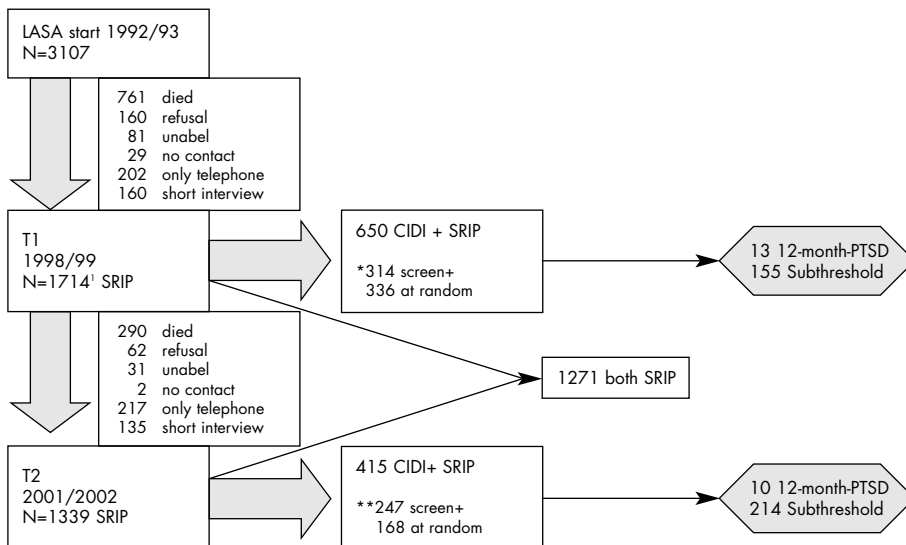 LASA start 1992/93
N=3107
761 died
160 refusal
81 unabel
29 no contact
202 only telephone
160 short interview
T1
1998/99
N=1714¹ SRIP
650 CIDI + SRIP
*314 screen+
336 at random
13 12-month-PTSD
155 Subthreshold
290 died
62 refusal
31 unabel
2 no contact
217 only telephone
135 short interview
1271 both SRIP
T2
2001/2002
N=1339 SRIP
415 CIDI+ SRIP
**247 screen+
168 at random
10 12-month-PTSD
214 Subthreshold